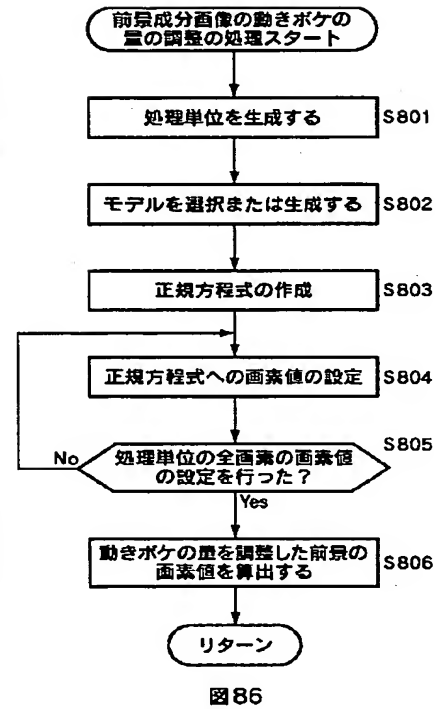 前景成分画像の動きボケの
量の調整の処理スタート
処理単位を生成する
S801
モデルを選択または生成する
S802
正規方程式の作成
S803
正規方程式への画素値の設定
S804
S805
処理単位の全画素の画素値
の設定を行った?
No
Yes
動きボケの量を調整した前景の
画素値を算出する
S806
リターン
図86